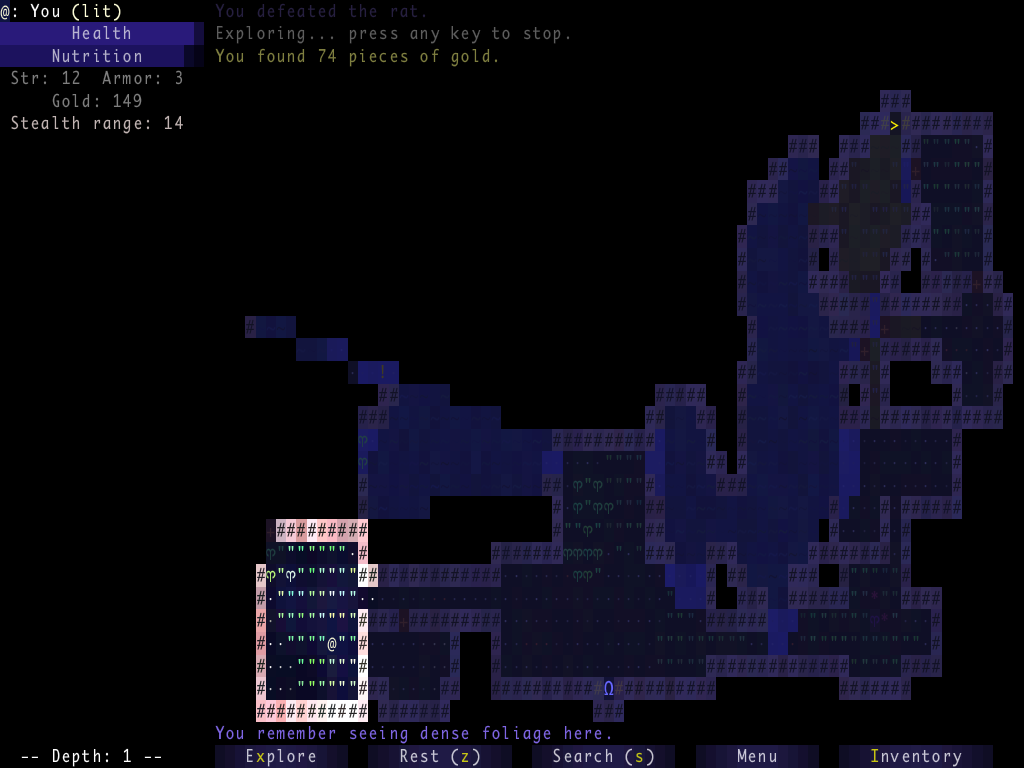 @: You (lit)
Health
Nutrition
Str: 12  Armor: 3
Gold: 149
Stealth range: 14
You defeated the rat.
Exploring... press any key to stop.
You found 74 pieces of gold.
You remember seeing dense foliage here.
-- Depth: 1 --
Explore
Rest (z)
Search (s)
Menu
Inventory